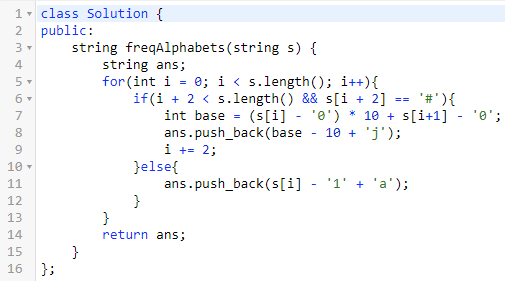 1 class Solution {
2 public:
3     string freqAlphabets(string s) {
4         string ans;
5         for(int i = 0; i < s.length(); i++){
6             if(i + 2 < s.length() && s[i + 2] == '#'){
7                 int base = (s[i] - '0') * 10 + s[i+1] - '0';
8                 ans.push_back(base - 10 + 'j');
9                 i += 2;
10             }else{
11                 ans.push_back(s[i] - '1' + 'a');
12             }
13         }
14         return ans;
15     }
16 };